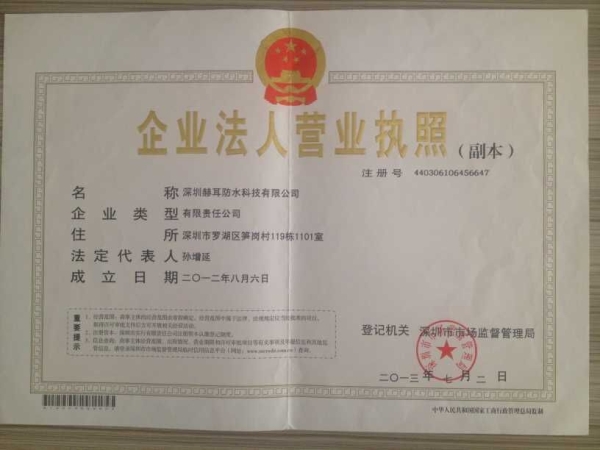 企业法人营业执照
（副本）
注 册 号 440306106456647
名 称 深圳赫耳防水科技有限公司
企 业 类 型 有限责任公司
住 所 深圳市罗湖区笋岗村119栋1101室
法 定 代 表 人 孙增延
成 立 日 期 二〇一二年八月六日
重要提示
登记机关 深圳市市场监督管理局
二〇一三年 七 月 二 日
中华人民共和国国家工商行政管理总局监制